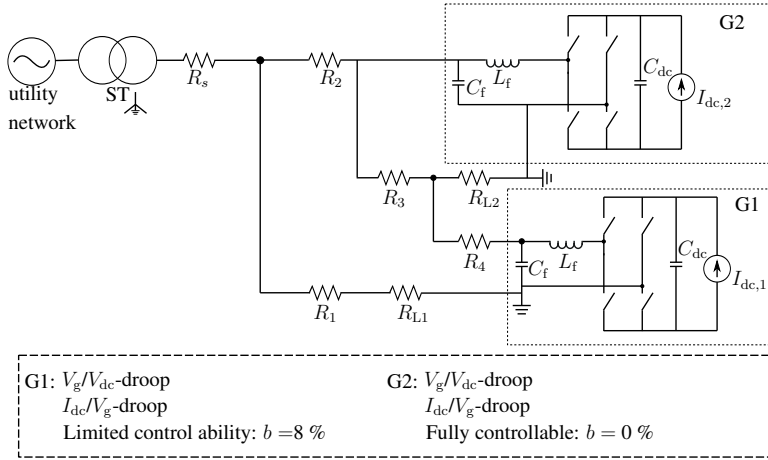 G2
R_s
R_2
C_f
L_f
C_dc
I_dc,2
utility
network
ST
R_3
R_L2
G1
R_4
C_f
L_f
C_dc
I_dc,1
R_1
R_L1
G1: V_g/V_dc-droop
I_dc/V_g-droop
Limited control ability: b =8 %
G2: V_g/V_dc-droop
I_dc/V_g-droop
Fully controllable: b = 0 %